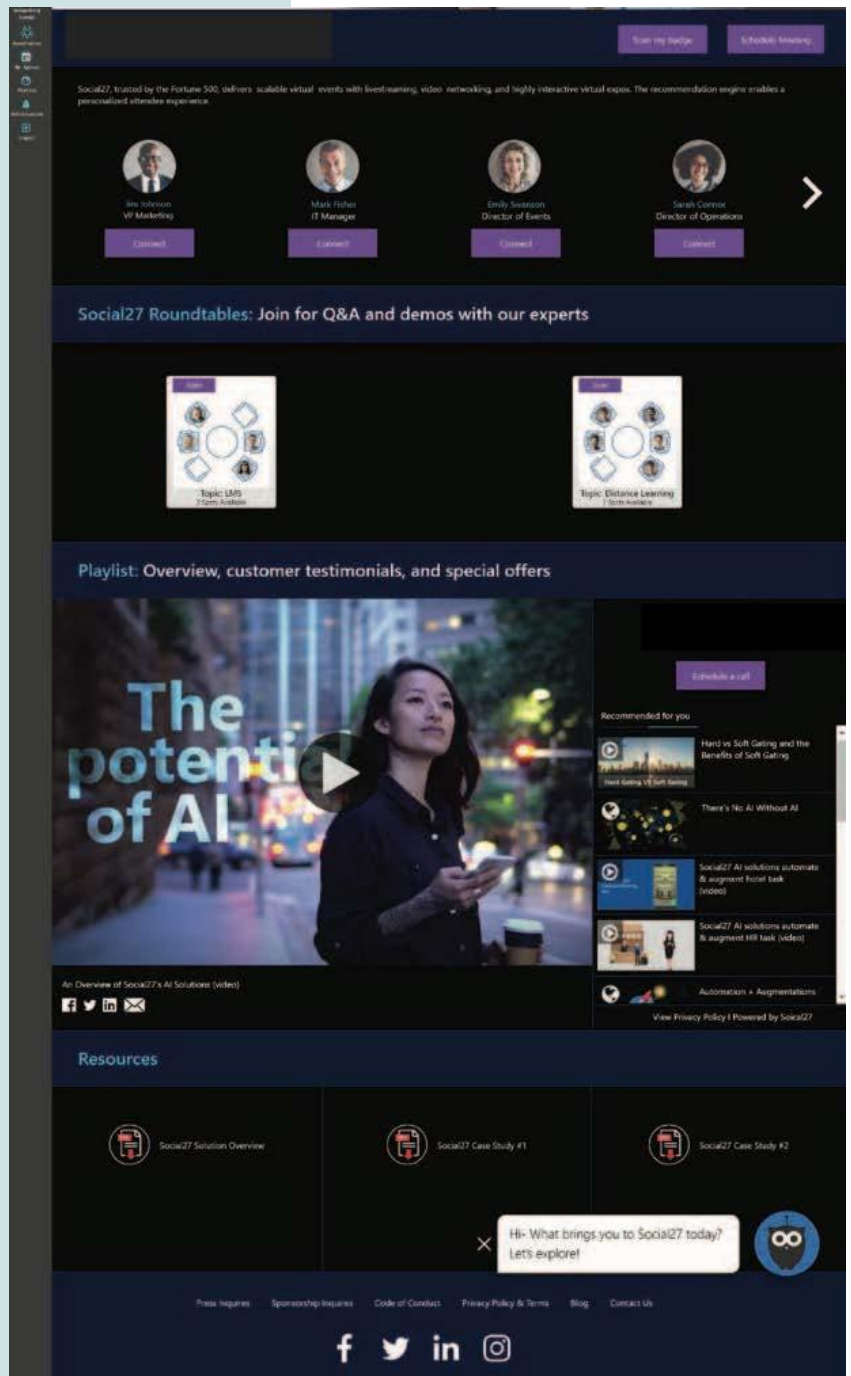 Scan my badge
Schedule Meeting
Social27, trusted by the Fortune 500, delivers scalable virtual events with livestreaming, video networking, and highly interactive virtual expos. The recommendation engine enables a
personalized attendee experience.
Jim Johnson
VP Marketing
Connect
Mark Fisher
IT Manager
Connect
Emily Swanson
Director of Events
Connect
Sarah Connor
Director of Operations
Connect
Social27 Roundtables: Join for Q&A and demos with our experts
Topic: LMS
Spots Available
Topic: Distance Learning
Spots Available
Playlist: Overview, customer testimonials, and special offers
The
potential
of AI
An Overview of Social27's AI Solutions (video)
Schedule a call
Recommended for you
Hard VS Soft Gating
Hard vs Soft Gating and the
Benefits of Soft Gating
There's No AI Without AI
Social27 AI solutions automate
& augment hotel task
(video)
Social27 AI solutions automate
& augment HR task (video)
Automation + Augmentations
View Privacy Policy I Powered by Soical27
Resources
Social27 Solution Overview
Social27 Case Study #1
Social27 Case Study #2
Hi- What brings you to Social27 today?
Let's explore!
Press Inquires
Sponsorship Inquires
Code of Conduct
Privacy Policy & Terms
Blog
Contact Us